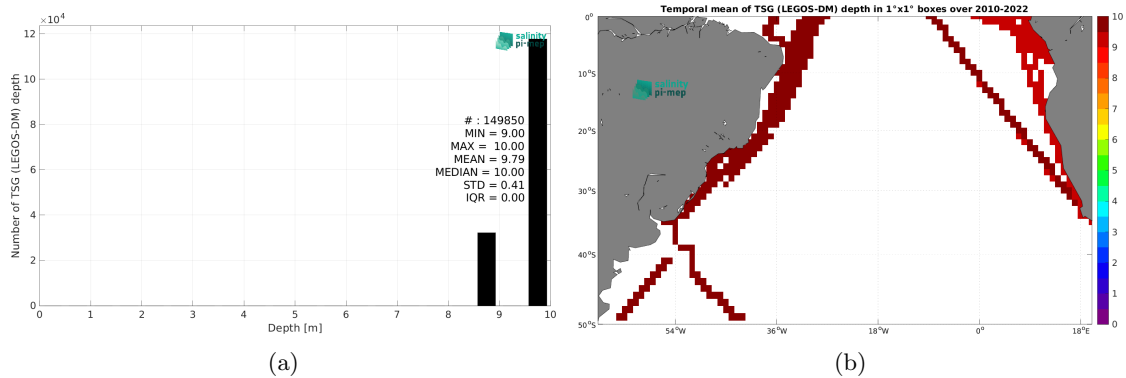 ×10⁴
12
10
8
6
4
2
0
Number of TSG (LEGOS-DM) depth
salinity
pi-mep
# : 149850
MIN = 9.00
MAX = 10.00
MEAN = 9.79
MEDIAN = 10.00
STD = 0.41
IQR = 0.00
0 1 2 3 4 5 6 7 8 9 10
Depth [m]
(a)
Temporal mean of TSG (LEGOS-DM) depth in 1°x1° boxes over 2010-2022
0°
10°S
20°S
30°S
40°S
50°S
salinity
pi-mep
54°W 36°W 18°W 0° 18°E
10
9
8
7
6
5
4
3
2
1
0
(b)